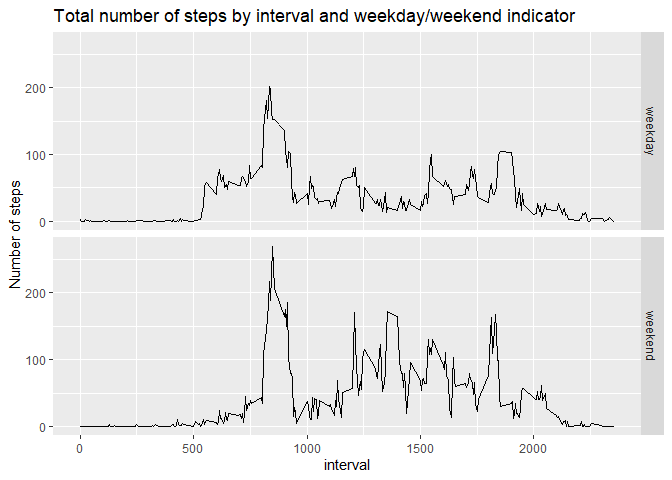 Total number of steps by interval and weekday/weekend indicator
Number of steps
200
100
0
weekday
200
100
0
weekend
0
500
1000
1500
2000
interval